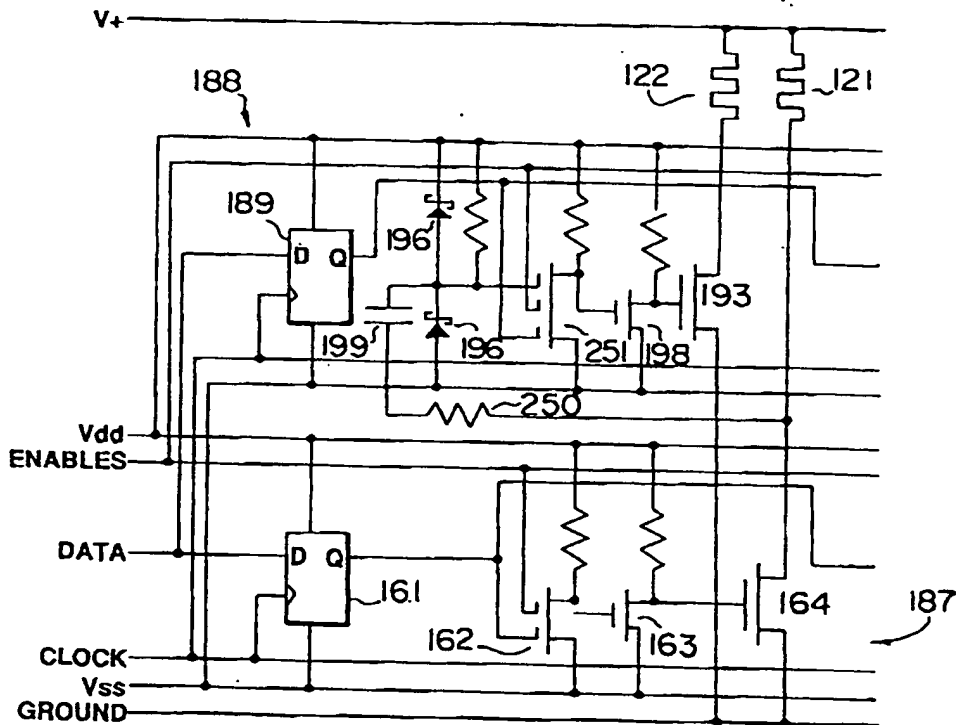 V+
122
121
188
189
D Q
196
193
199
196
251
198
250
Vdd
ENABLES
DATA
D Q
161
162
163
164
187
CLOCK
Vss
GROUND